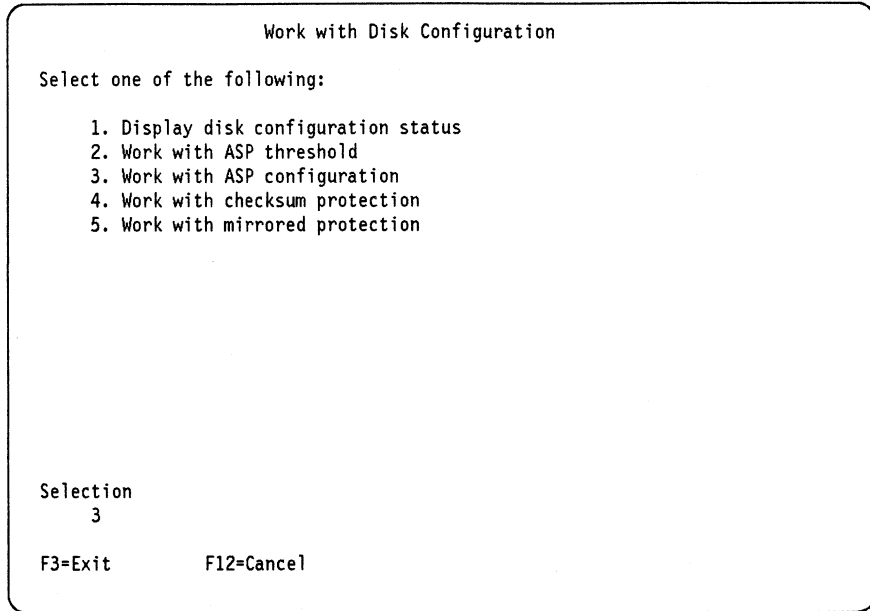 Work with Disk Configuration
Select one of the following:
1. Display disk configuration status
2. Work with ASP threshold
3. Work with ASP configuration
4. Work with checksum protection
5. Work with mirrored protection
Selection
3
F3=Exit F12=Cancel